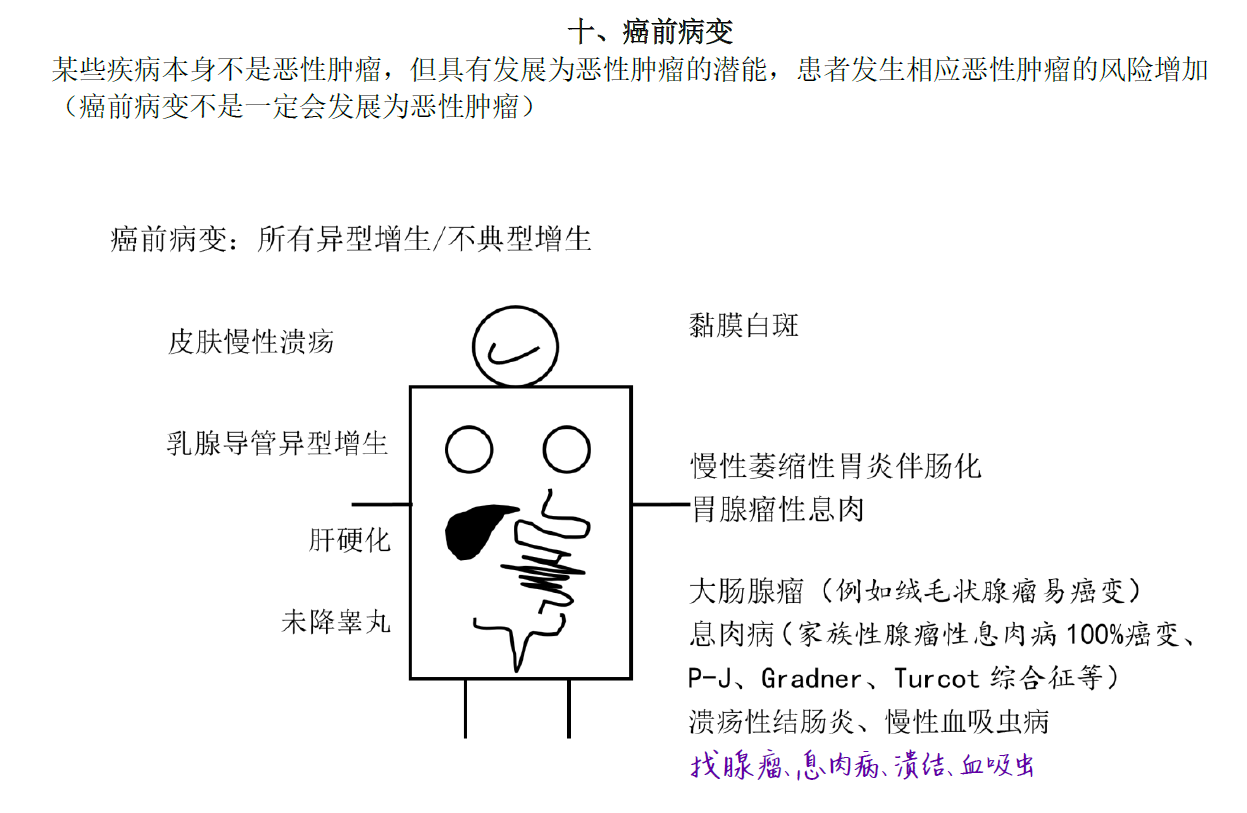 十、癌前病变
某些疾病本身不是恶性肿瘤，但具有发展为恶性肿瘤的潜能，患者发生相应恶性肿瘤的风险增加
（癌前病变不是一定会发展为恶性肿瘤）
癌前病变：所有异型增生/不典型增生
皮肤慢性溃疡
黏膜白斑
乳腺导管异型增生
慢性萎缩性胃炎伴肠化
胃腺瘤性息肉
肝硬化
未降睾丸
大肠腺瘤（例如绒毛状腺瘤易癌变）
息肉病（家族性腺瘤性息肉病100%癌变、
P-J、Gradner、Turcot综合征等）
溃疡性结肠炎、慢性血吸虫病
找腺瘤、息肉病、溃结、血吸虫